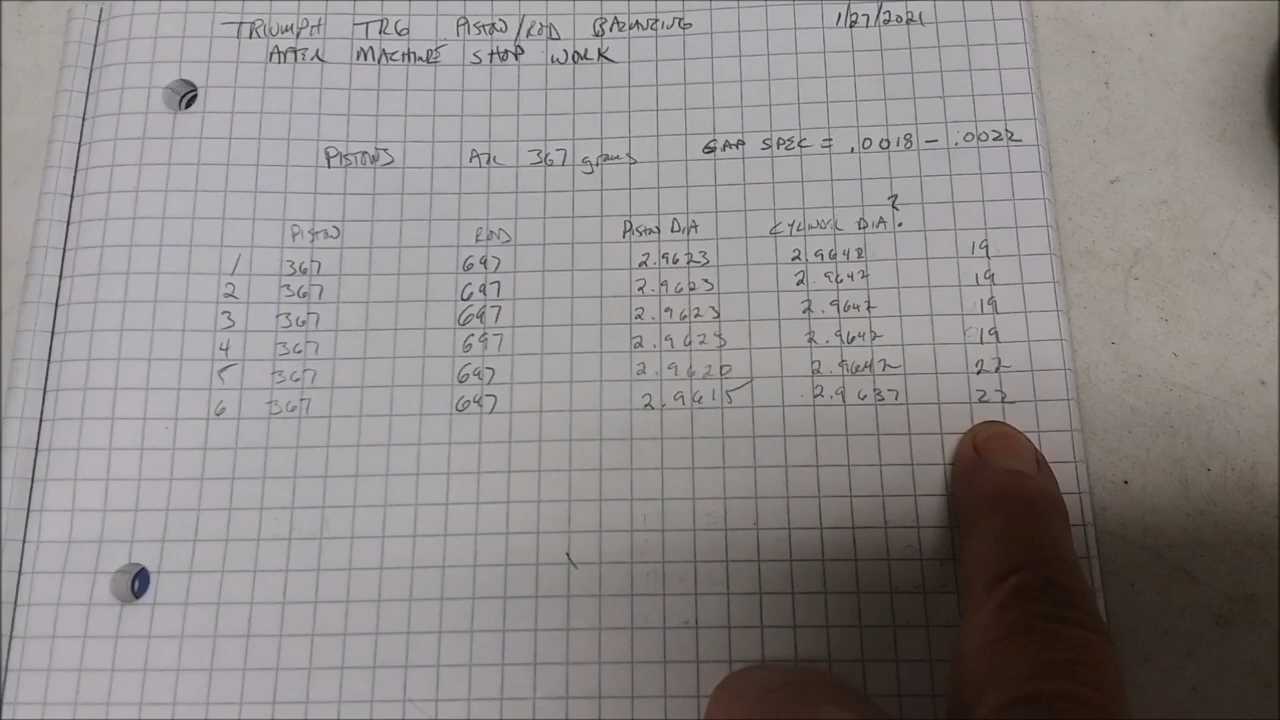 TRIUMPH TR6 PISTON/ROD BALANCING 1/27/2021
AFTER MACHINE SHOP WORK
PISTONS ALL 367 grams GAP SPEC = .0018 - .0022
PISTON ROD PISTON DIA CYLINDER DIA?
1 367 697 2.9623 2.9642 19
2 367 697 2.9623 2.9642 19
3 367 697 2.9623 2.9642 19
4 367 697 2.9623 2.9642 19
5 367 697 2.9620 2.9642 22
6 367 697 2.9615 2.9637 22